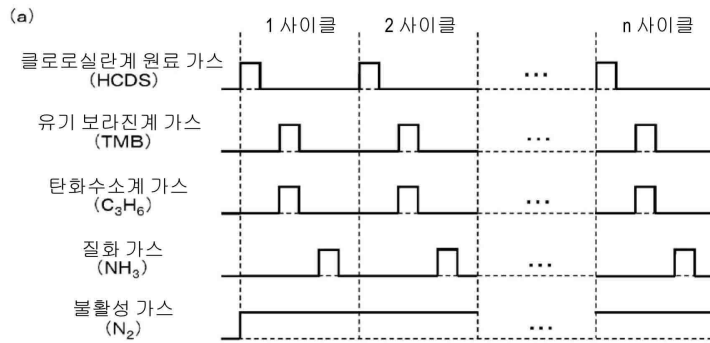 (a)
1 사이클 2 사이클 n 사이클
클로로실란계 원료 가스
(HCDS)
...
유기 보라진계 가스
(TMB)
...
탄화수소계 가스
(C₃H₆)
...
질화 가스
(NH₃)
...
불활성 가스
(N₂)
...